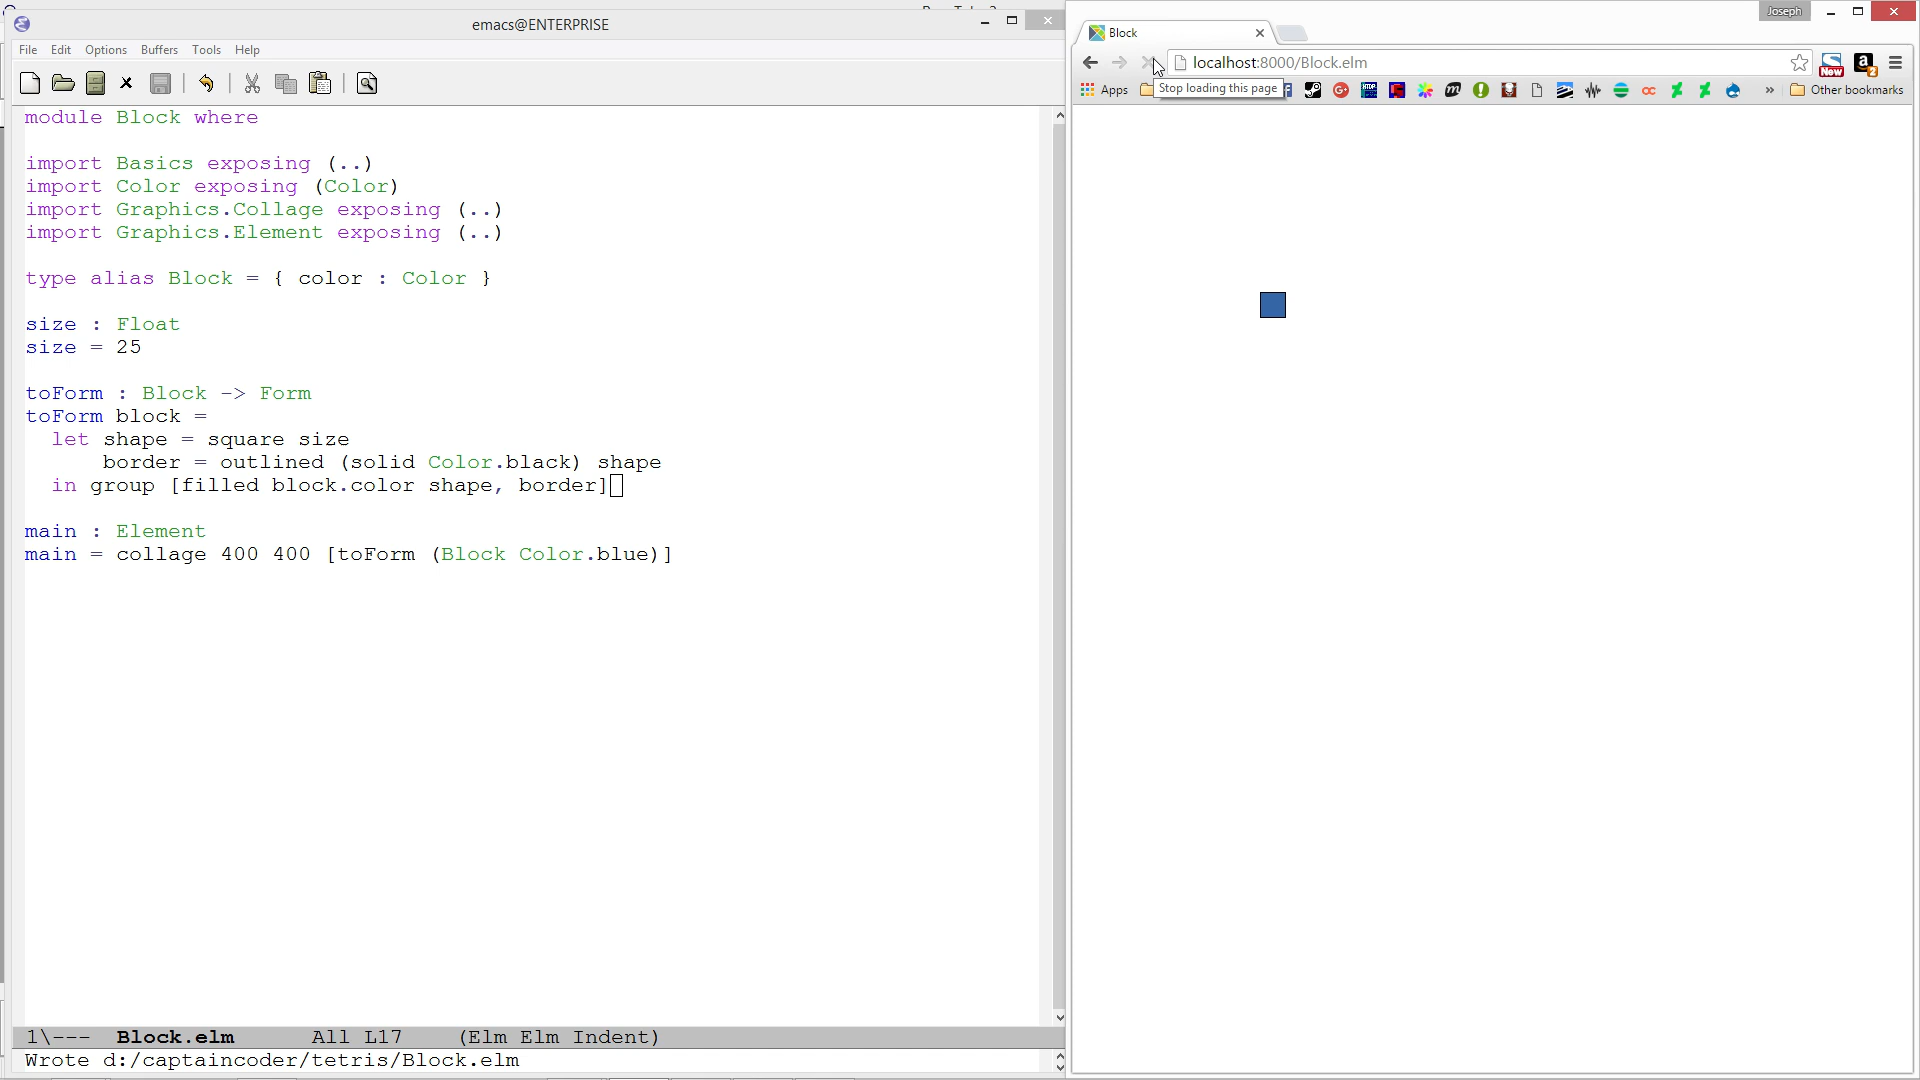 emacs@ENTERPRISE
File Edit Options Buffers Tools Help
module Block where
import Basics exposing (..)
import Color exposing (Color)
import Graphics.Collage exposing (..)
import Graphics.Element exposing (..)
type alias Block = { color : Color }
size : Float
size = 25
toForm : Block -> Form
toForm block =
let shape = square size
border = outlined (solid Color.black) shape
in group [filled block.color shape, border]
main : Element
main = collage 400 400 [toForm (Block Color.blue)]
1\--- Block.elm All L17 (Elm Elm Indent)
Wrote d:/captaincoder/tetris/Block.elm
Joseph
Block
localhost:8000/Block.elm
New
a 2
Apps
Stop loading this page
Other bookmarks